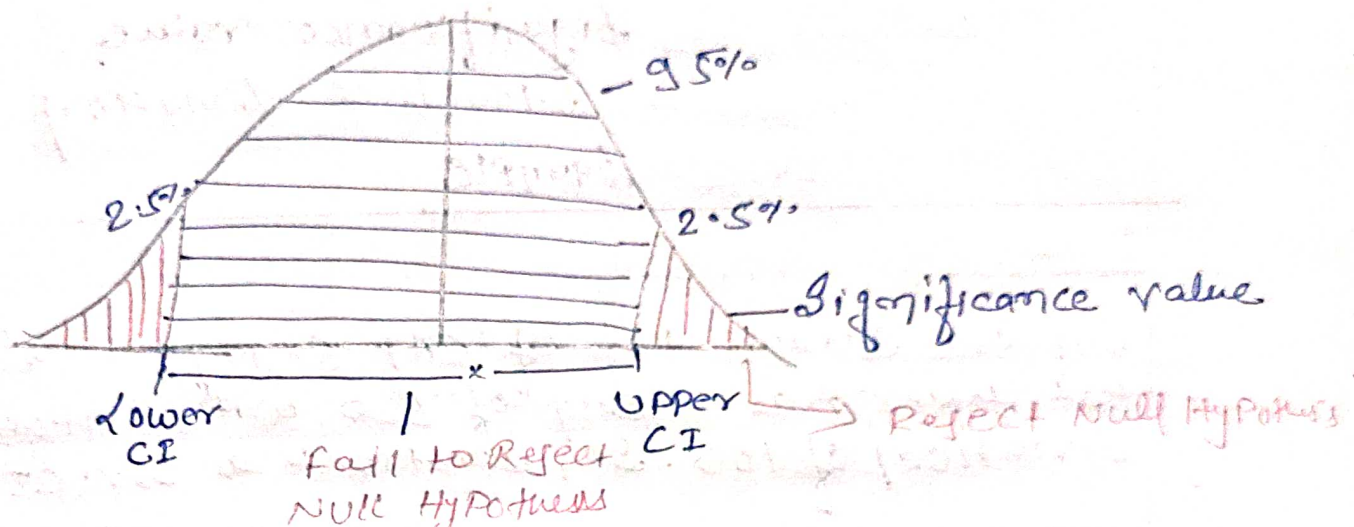 95%
2.5%
2.5%
Significance value
x
Lower
CI
Upper
CI
Reject Null Hypothesis
Fail to Reject
Null Hypothesis